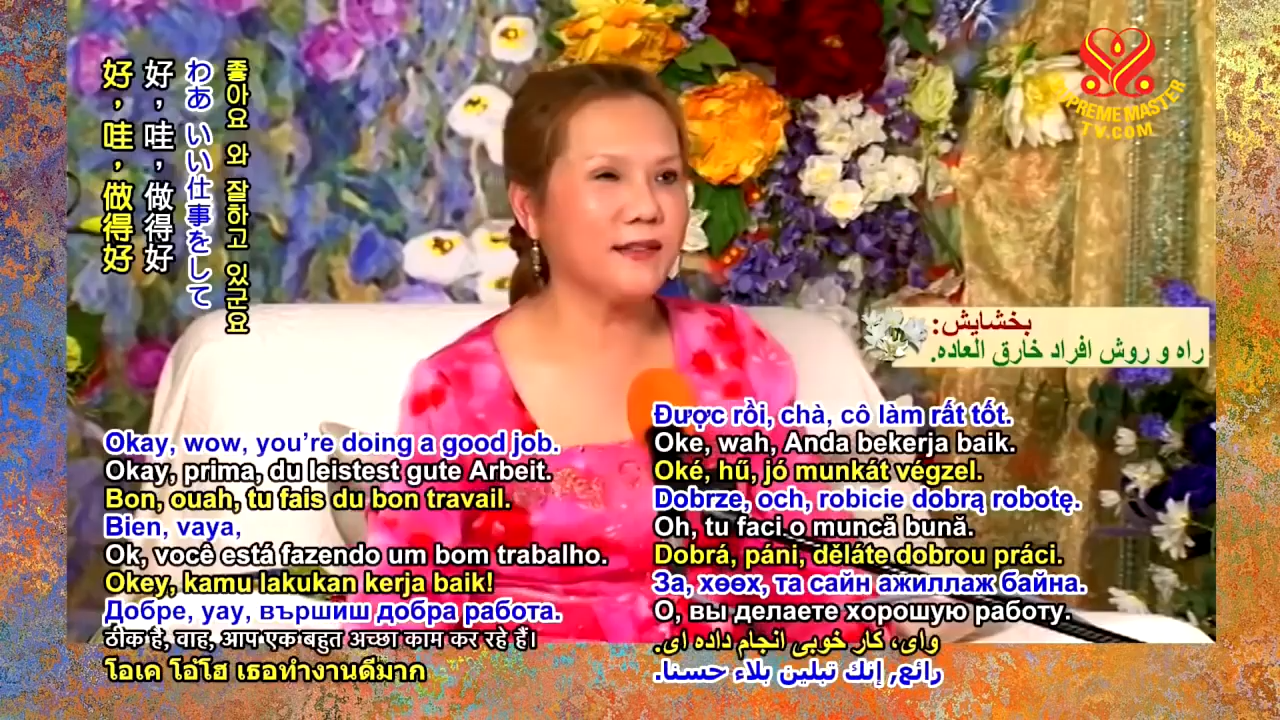 好，哇，做得好
好，哇，做得好
わあ いい仕事をして
좋아요 와 잘하고 있군요
SUPREME MASTER
TV.COM
بخشایش:
راه و روش افراد خارق العاده.
Okay, wow, you're doing a good job.
Okay, prima, du leistest gute Arbeit.
Bon, ouah, tu fais du bon travail.
Bien, vaya,
Ok, você está fazendo um bom trabalho.
Okey, kamu lakukan kerja baik!
Добре, уау, вършиш добра работа.
ठीक है, वाह, आप एक बहुत अच्छा काम कर रहे हैं।
โอเค โอ้โฮ เธอทำงานดีมาก
Được rồi, chà, cô làm rất tốt.
Oke, wah, Anda bekerja baik.
Oké, hű, jó munkát végzel.
Dobrze, och, robicie dobrą robotę.
Oh, tu faci o muncă bună.
Dobrá, páni, děláte dobrou práci.
За, хөөх, та сайн ажиллаж байна.
О, вы делаете хорошую работу.
وای، کار خوبی انجام داده ای.
رائع, إنك تبلين بلاء حسنا.